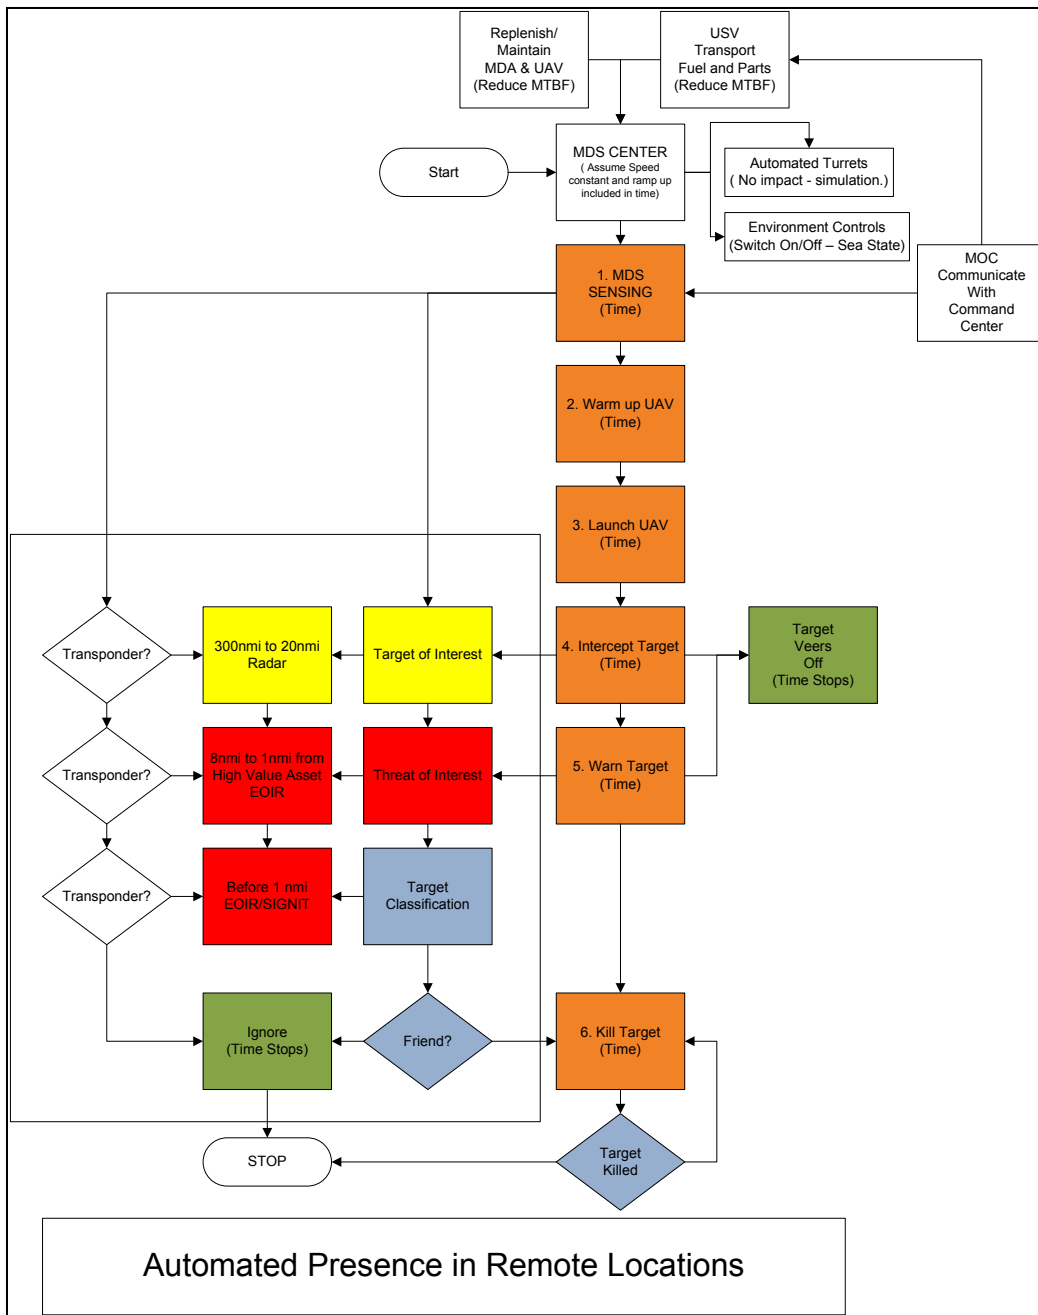 Replenish/
Maintain
MDA & UAV
(Reduce MTBF)
USV
Transport
Fuel and Parts
(Reduce MTBF)
Start
MDS CENTER
( Assume Speed
constant and ramp up
included in time)
Automated Turrets
( No impact - simulation.)
Environment Controls
(Switch On/Off – Sea State)
MOC
Communicate
With
Command
Center
1. MDS
SENSING
(Time)
2. Warm up UAV
(Time)
3. Launch UAV
(Time)
Transponder?
300nmi to 20nmi
Radar
Target of Interest
4. Intercept Target
(Time)
Target
Veers
Off
(Time Stops)
Transponder?
8nmi to 1nmi from
High Value Asset
EOIR
Threat of Interest
5. Warn Target
(Time)
Transponder?
Before 1 nmi
EOIR/SIGNIT
Target
Classification
Ignore
(Time Stops)
Friend?
6. Kill Target
(Time)
STOP
Target
Killed
Automated Presence in Remote Locations